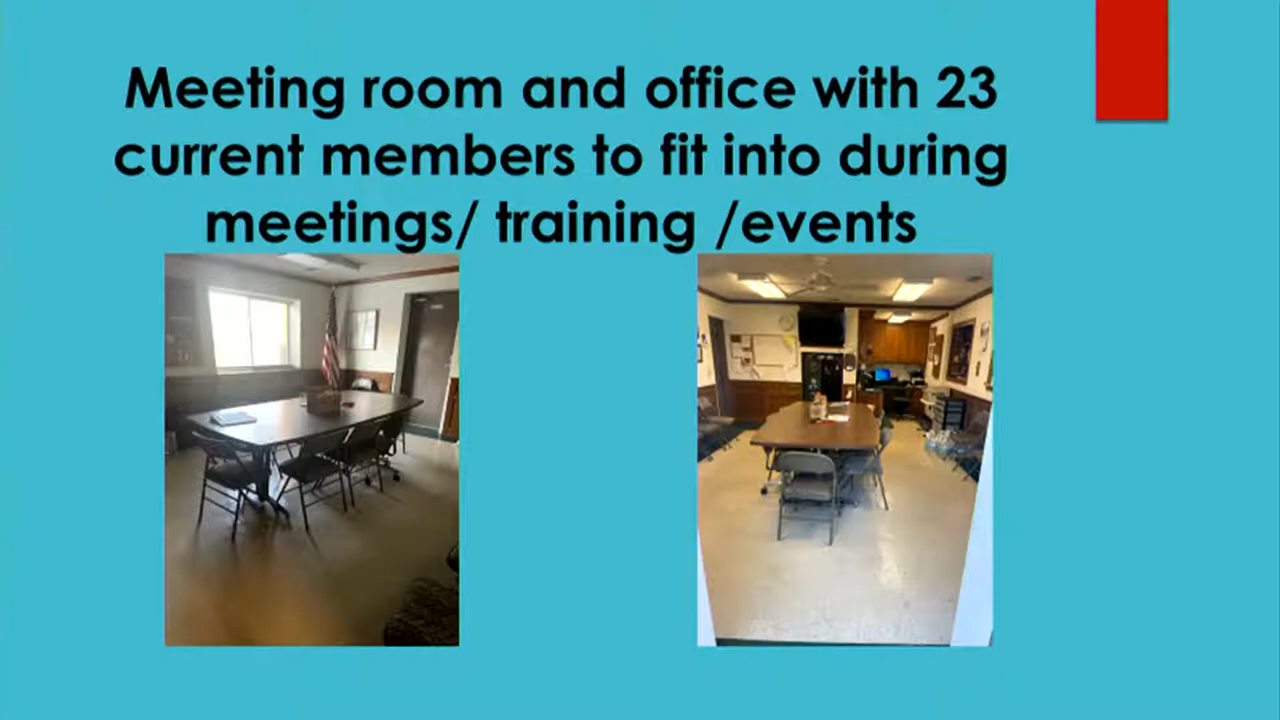 Meeting room and office with 23
current members to fit into during
meetings/ training /events